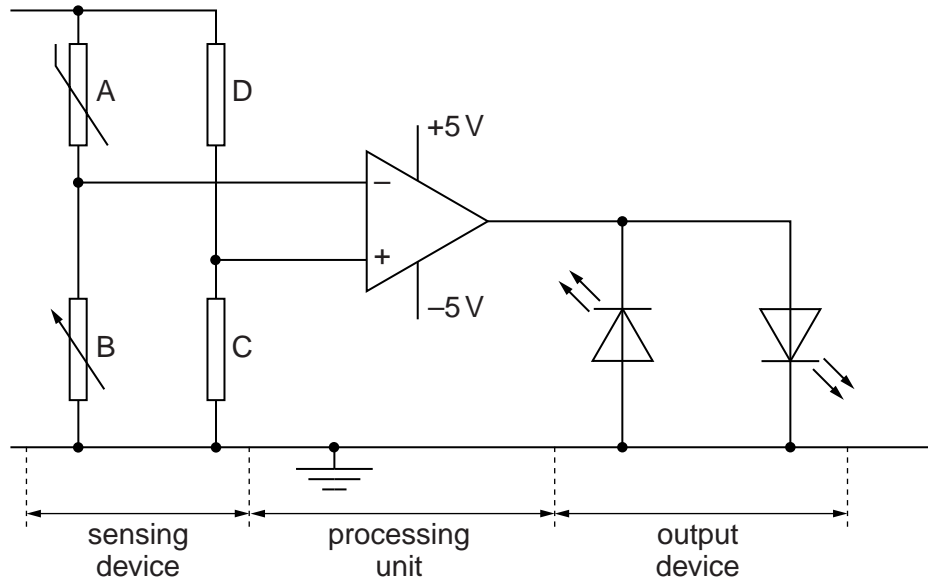 A
D
+5 V
–
+
–5 V
B
C
sensing
device
processing
unit
output
device